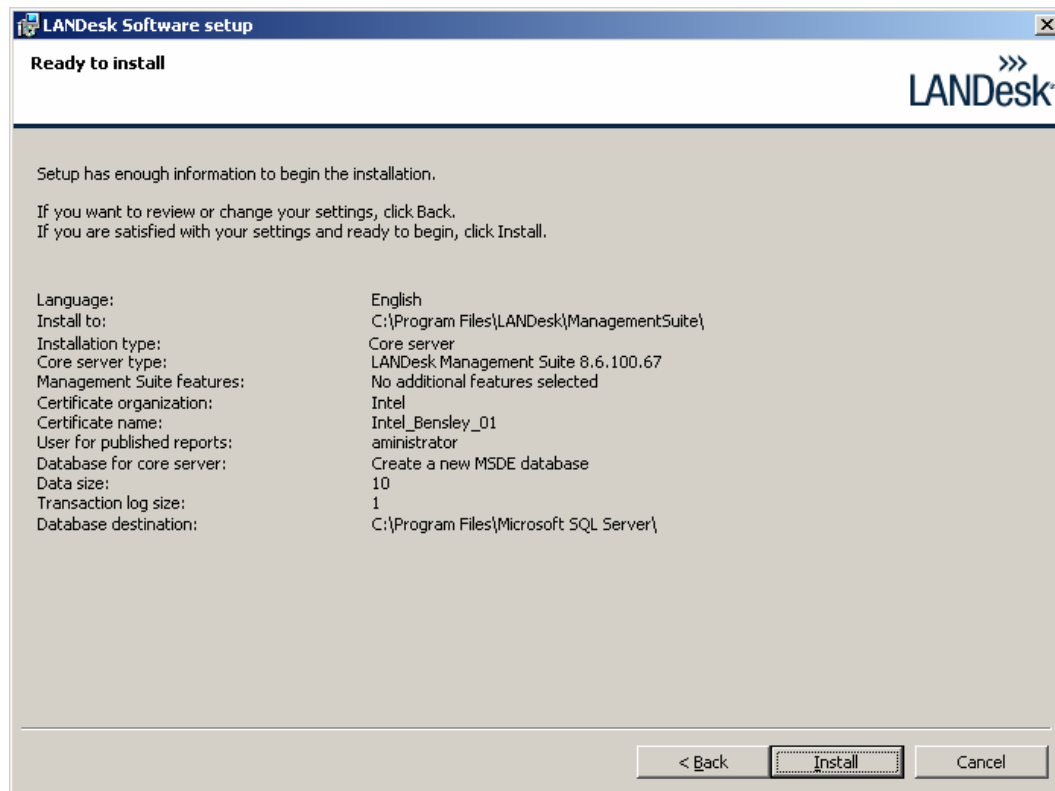 LANDesk Software setup
Ready to install
LANDesk
Setup has enough information to begin the installation.
If you want to review or change your settings, click Back.
If you are satisfied with your settings and ready to begin, click Install.
Language: English
Install to: C:\Program Files\LANDesk\ManagementSuite\
Installation type: Core server
Core server type: LANDesk Management Suite 8.6.100.67
Management Suite features: No additional features selected
Certificate organization: Intel
Certificate name: Intel_Bensley_01
User for published reports: aministrator
Database for core server: Create a new MSDE database
Data size: 10
Transaction log size: 1
Database destination: C:\Program Files\Microsoft SQL Server\
< Back Install Cancel